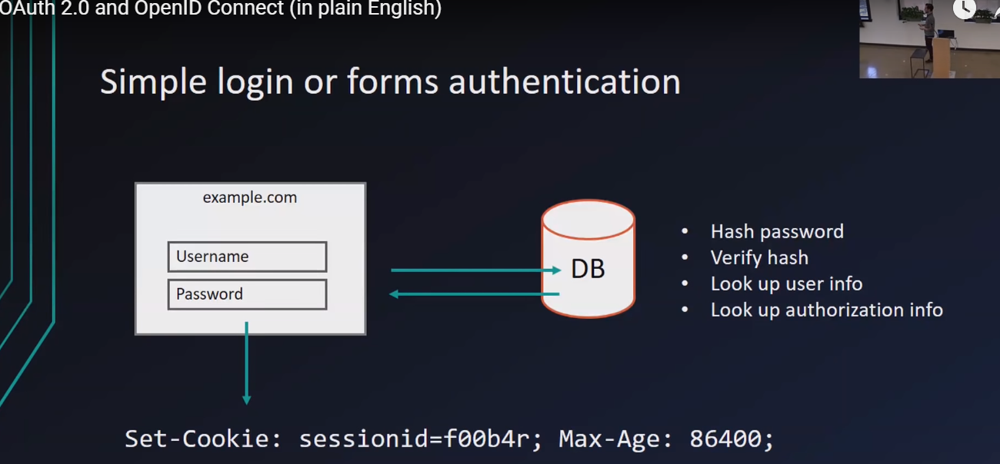 OAuth 2.0 and OpenID Connect (in plain English)
Simple login or forms authentication
example.com
Username
Password
DB
• Hash password
• Verify hash
• Look up user info
• Look up authorization info
Set-Cookie: sessionid=f00b4r; Max-Age: 86400;